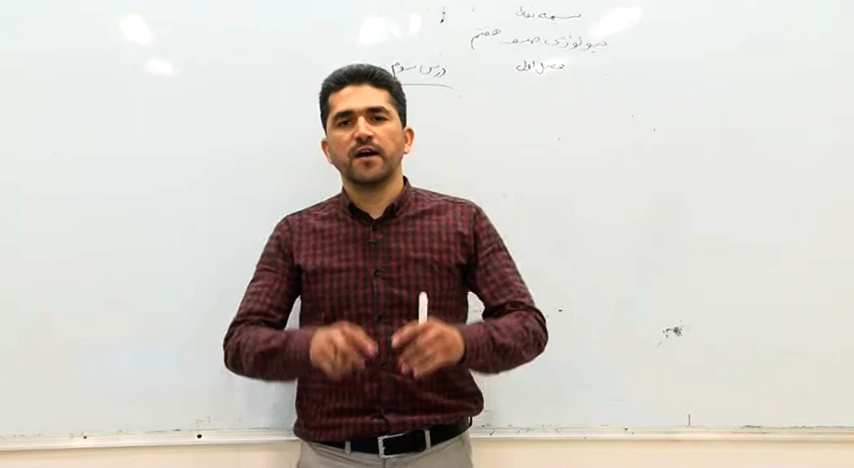 بسمه تعالی
بیولوژی صنف هفتم
فصل اول
درس سوم